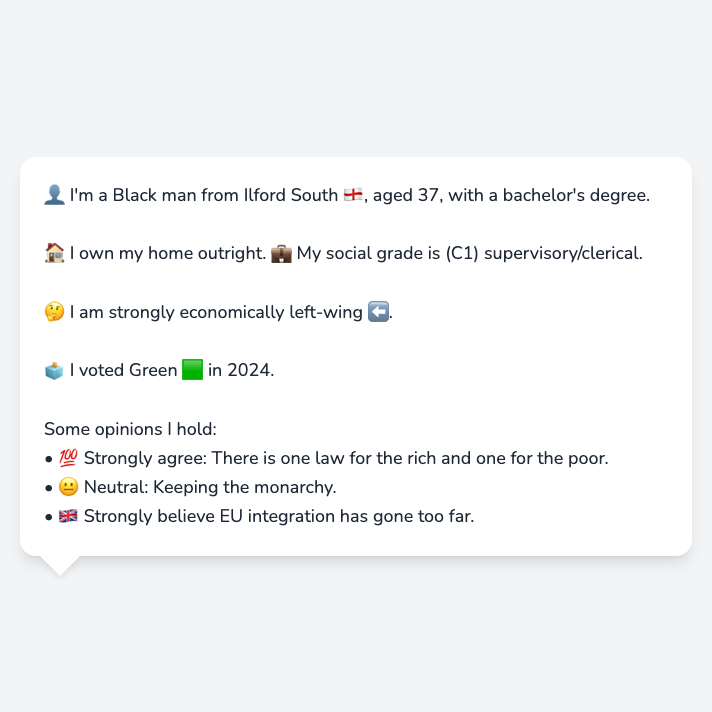 👤 I'm a Black man from Ilford South 🏴󠁧󠁢󠁥󠁮󠁧󠁿, aged 37, with a bachelor's degree.
🏠 I own my home outright. 💼 My social grade is (C1) supervisory/clerical.
🤔 I am strongly economically left-wing ⬅️.
🗳️ I voted Green 🟩 in 2024.
Some opinions I hold:
• 💯 Strongly agree: There is one law for the rich and one for the poor.
• 😐 Neutral: Keeping the monarchy.
• 🇬🇧 Strongly believe EU integration has gone too far.